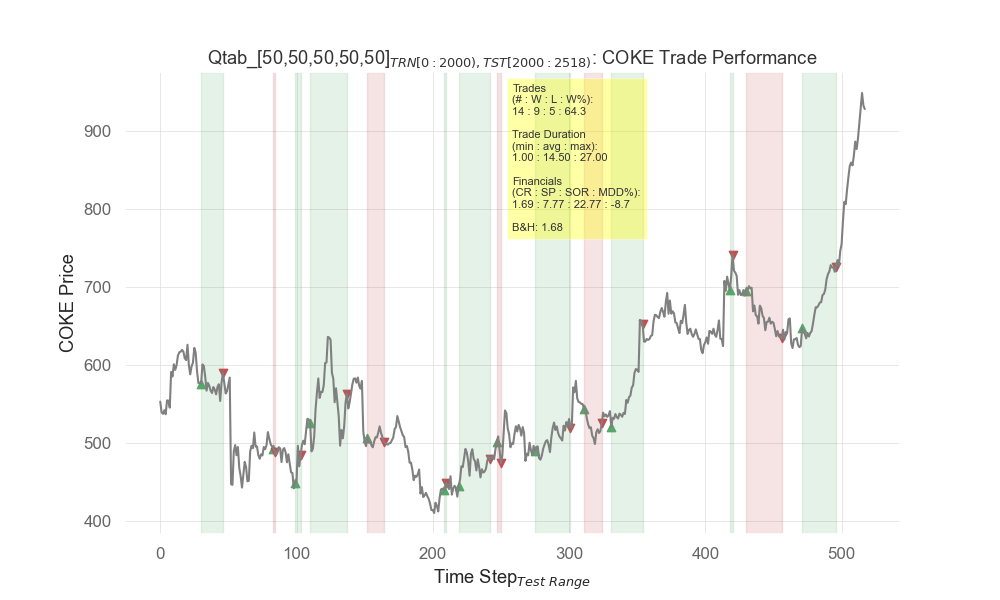 Qtab_[50,50,50,50,50]TRN[0 : 2000), TST[2000 : 2518]: COKE Trade Performance
Trades
(# : W : L : W%):
14 : 9 : 5 : 64.3
Trade Duration
(min : avg : max):
1.00 : 14.50 : 27.00
Financials
(CR : SP : SOR : MDD%):
1.69 : 7.77 : 22.77 : -8.7
B&H: 1.68
COKE Price
900
800
700
600
500
400
0 100 200 300 400 500
Time StepTest Range